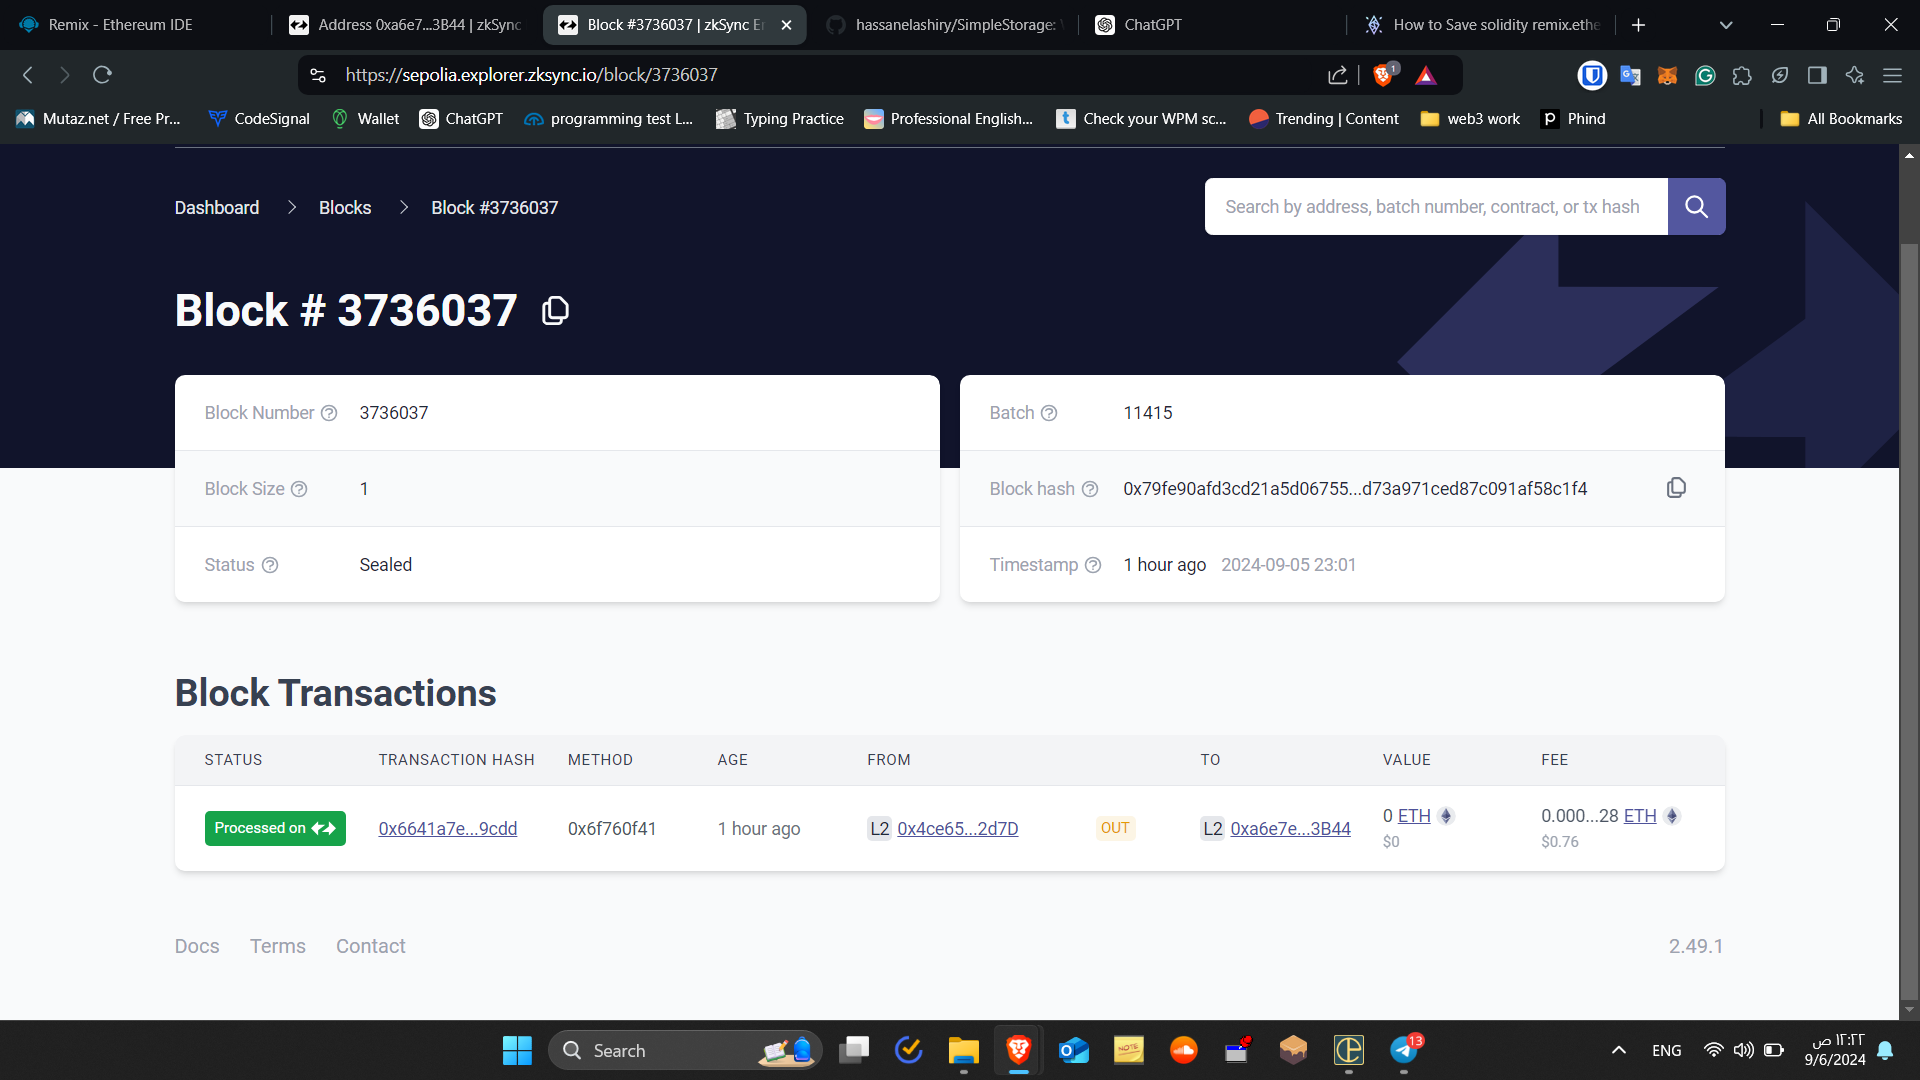 Remix - Ethereum IDE
Address 0xa6e7...3B44 | zkSync
Block #3736037 | zkSync Er
hassanelashiry/SimpleStorage:
ChatGPT
How to Save solidity remix.ethe
https://sepolia.explorer.zksync.io/block/3736037
1
Mutaz.net / Free Pr...
CodeSignal
Wallet
ChatGPT
programming test L...
Typing Practice
Professional English...
Check your WPM sc...
Trending | Content
web3 work
Phind
All Bookmarks
Dashboard
Blocks
Block #3736037
Search by address, batch number, contract, or tx hash
Block # 3736037
Block Number 3736037
Batch 11415
Block Size 1
Block hash 0x79fe90afd3cd21a5d06755...d73a971ced87c091af58c1f4
Status Sealed
Timestamp 1 hour ago 2024-09-05 23:01
Block Transactions
STATUS TRANSACTION HASH METHOD AGE FROM TO VALUE FEE
Processed on 0x6641a7e...9cdd 0x6f760f41 1 hour ago L2 0x4ce65...2d7D OUT L2 0xa6e7e...3B44 0 ETH 0.000...28 ETH
$0 $0.76
Docs Terms Contact 2.49.1
Search
NOTE
13
ENG
١٢:٢٢ ص
9/6/2024